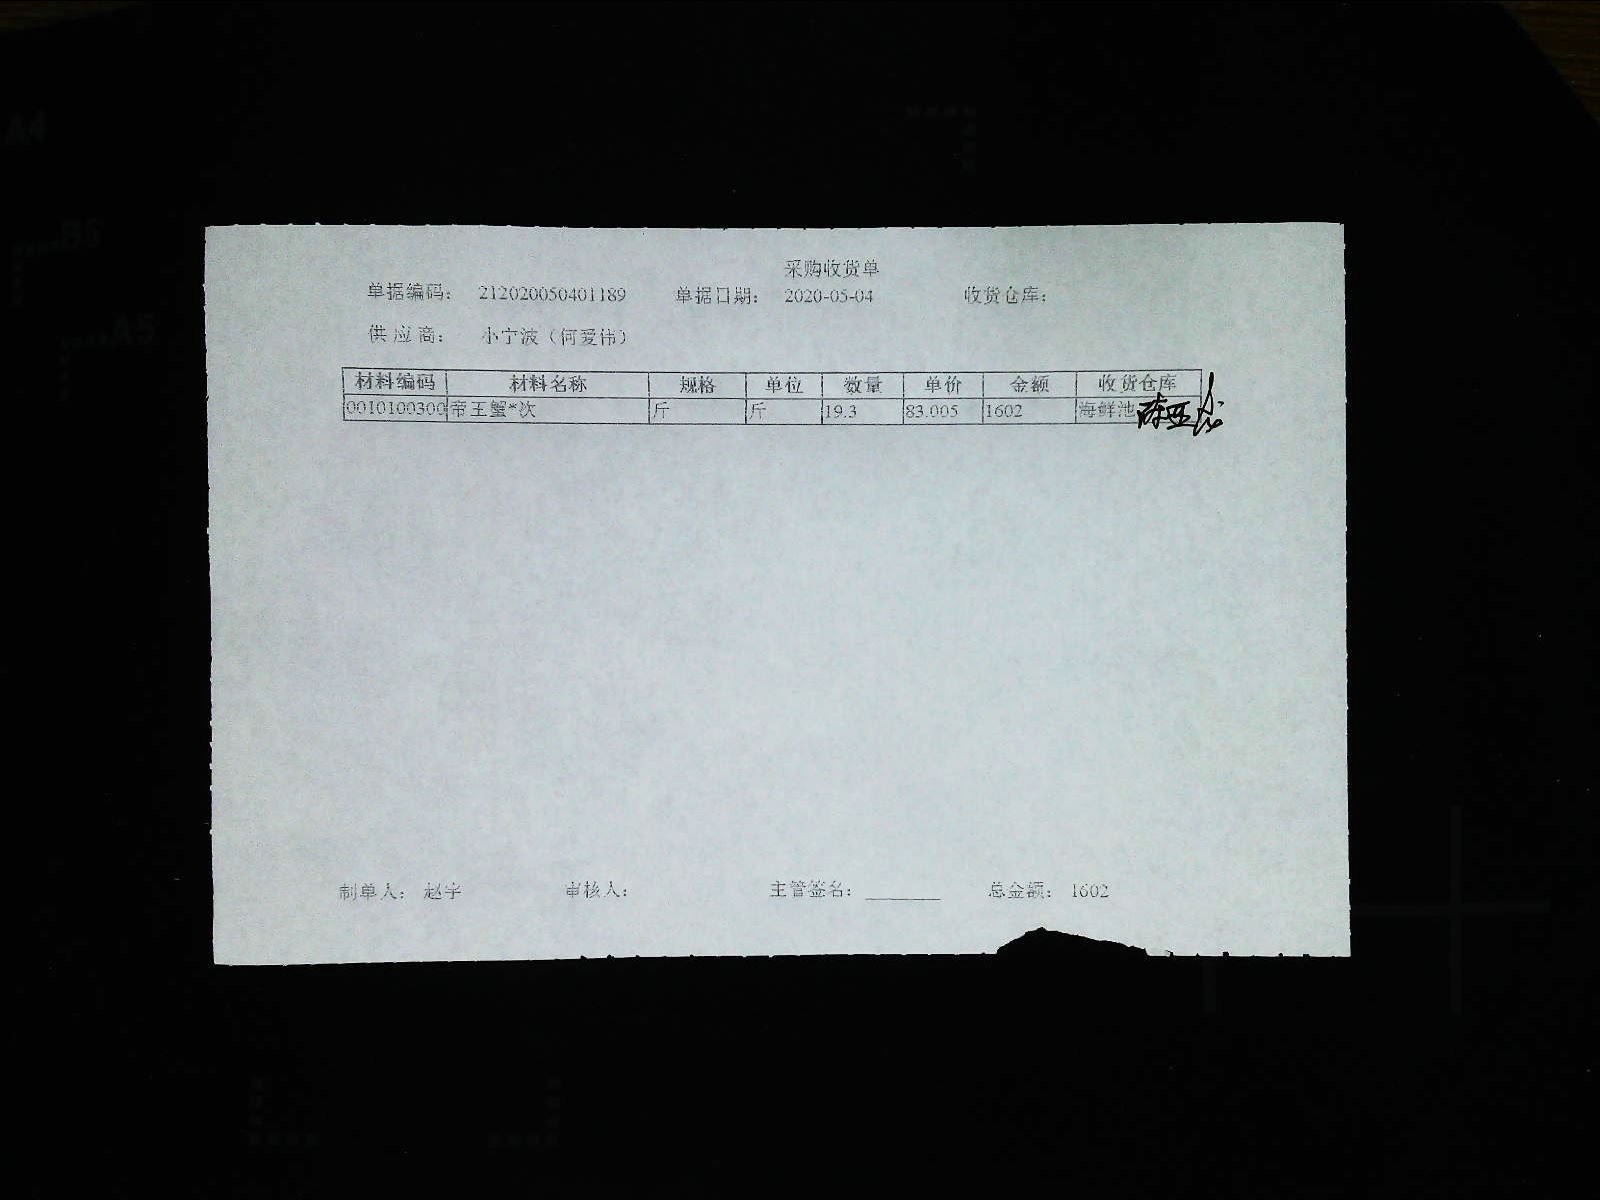 采购收货单
单据编码: 212020050401189 单据日期: 2020-05-04 收货仓库:
供应商: 小宁波(何爱伟)
材料编码 材料名称 规格 单位 数量 单价 金额 收货仓库
0010100300 帝王蟹*次 斤 斤 19.3 83.005 1602 海鲜池
制单人: 赵宇 审核人: 主管签名: 总金额: 1602
A4
B5
A5